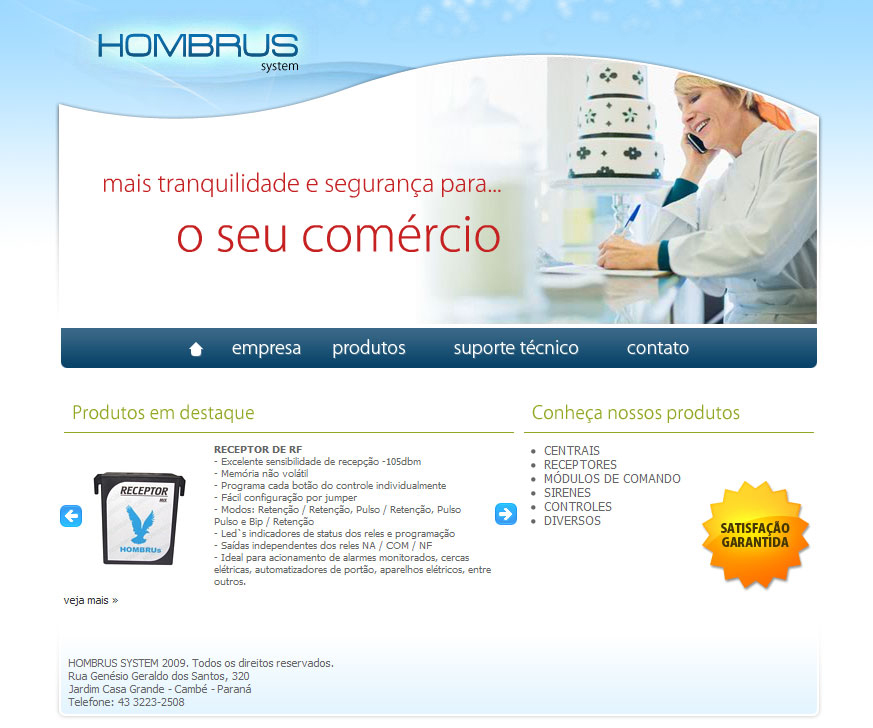 HOMBRUS
system
mais tranquilidade e segurança para...
o seu comércio
empresa produtos suporte técnico contato
Produtos em destaque
RECEPTOR
MIX
HOMBRUs
RECEPTOR DE RF
- Excelente sensibilidade de recepção -105dbm
- Memória não volátil
- Programa cada botão do controle individualmente
- Fácil configuração por jumper
- Modos: Retenção / Retenção, Pulso / Retenção, Pulso
Pulso e Bip / Retenção
- Led`s indicadores de status dos reles e programação
- Saídas independentes dos reles NA / COM / NF
- Ideal para acionamento de alarmes monitorados, cercas
elétricas, automatizadores de portão, aparelhos elétricos, entre
outros.
veja mais »
Conheça nossos produtos
CENTRAIS
RECEPTORES
MÓDULOS DE COMANDO
SIRENES
CONTROLES
DIVERSOS
SATISFAÇÃO
GARANTIDA
HOMBRUS SYSTEM 2009. Todos os direitos reservados.
Rua Genésio Geraldo dos Santos, 320
Jardim Casa Grande - Cambé - Paraná
Telefone: 43 3223-2508